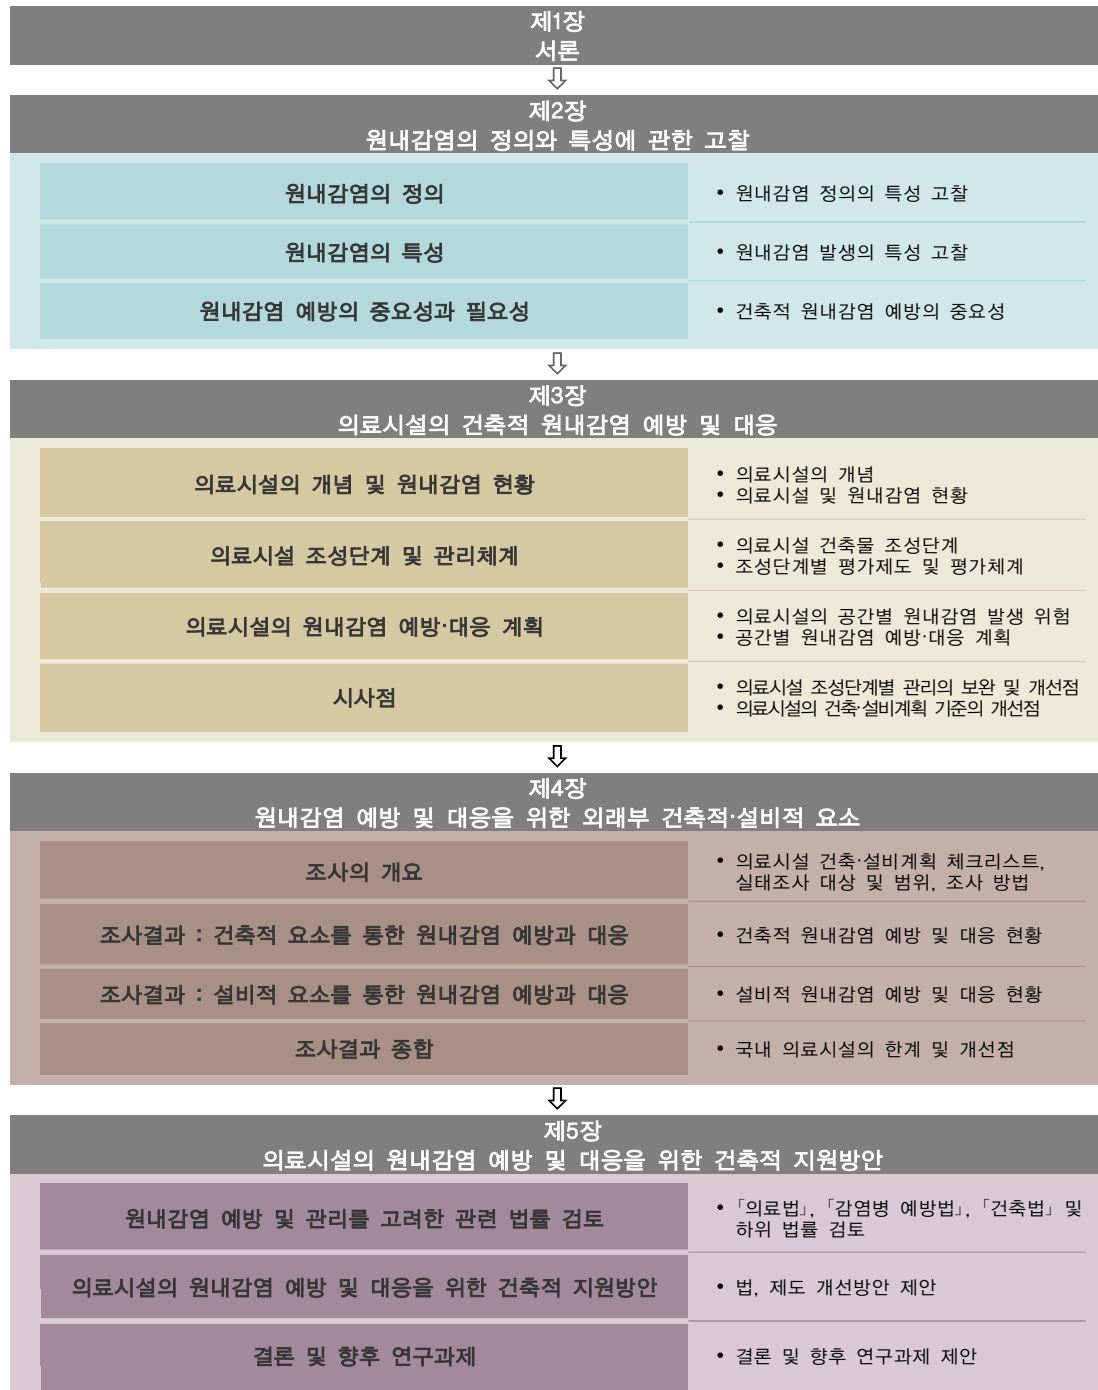 제1장
서론
제2장
원내감염의 정의와 특성에 관한 고찰
원내감염의 정의
• 원내감염 정의의 특성 고찰
원내감염의 특성
• 원내감염 발생의 특성 고찰
원내감염 예방의 중요성과 필요성
• 건축적 원내감염 예방의 중요성
제3장
의료시설의 건축적 원내감염 예방 및 대응
의료시설의 개념 및 원내감염 현황
• 의료시설의 개념
• 의료시설 및 원내감염 현황
의료시설 조성단계 및 관리체계
• 의료시설 건축물 조성단계
• 조성단계별 평가제도 및 평가체계
의료시설의 원내감염 예방·대응 계획
• 의료시설의 공간별 원내감염 발생 위험
• 공간별 원내감염 예방·대응 계획
시사점
• 의료시설 조성단계별 관리의 보완 및 개선점
• 의료시설의 건축·설비계획 기준의 개선점
제4장
원내감염 예방 및 대응을 위한 외래부 건축적·설비적 요소
조사의 개요
• 의료시설 건축·설비계획 체크리스트,
실태조사 대상 및 범위, 조사 방법
조사결과 : 건축적 요소를 통한 원내감염 예방과 대응
• 건축적 원내감염 예방 및 대응 현황
조사결과 : 설비적 요소를 통한 원내감염 예방과 대응
• 설비적 원내감염 예방 및 대응 현황
조사결과 종합
• 국내 의료시설의 한계 및 개선점
제5장
의료시설의 원내감염 예방 및 대응을 위한 건축적 지원방안
원내감염 예방 및 관리를 고려한 관련 법률 검토
• 「의료법」, 「감염병 예방법」, 「건축법」 및
하위 법률 검토
의료시설의 원내감염 예방 및 대응을 위한 건축적 지원방안
• 법, 제도 개선방안 제안
결론 및 향후 연구과제
• 결론 및 향후 연구과제 제안